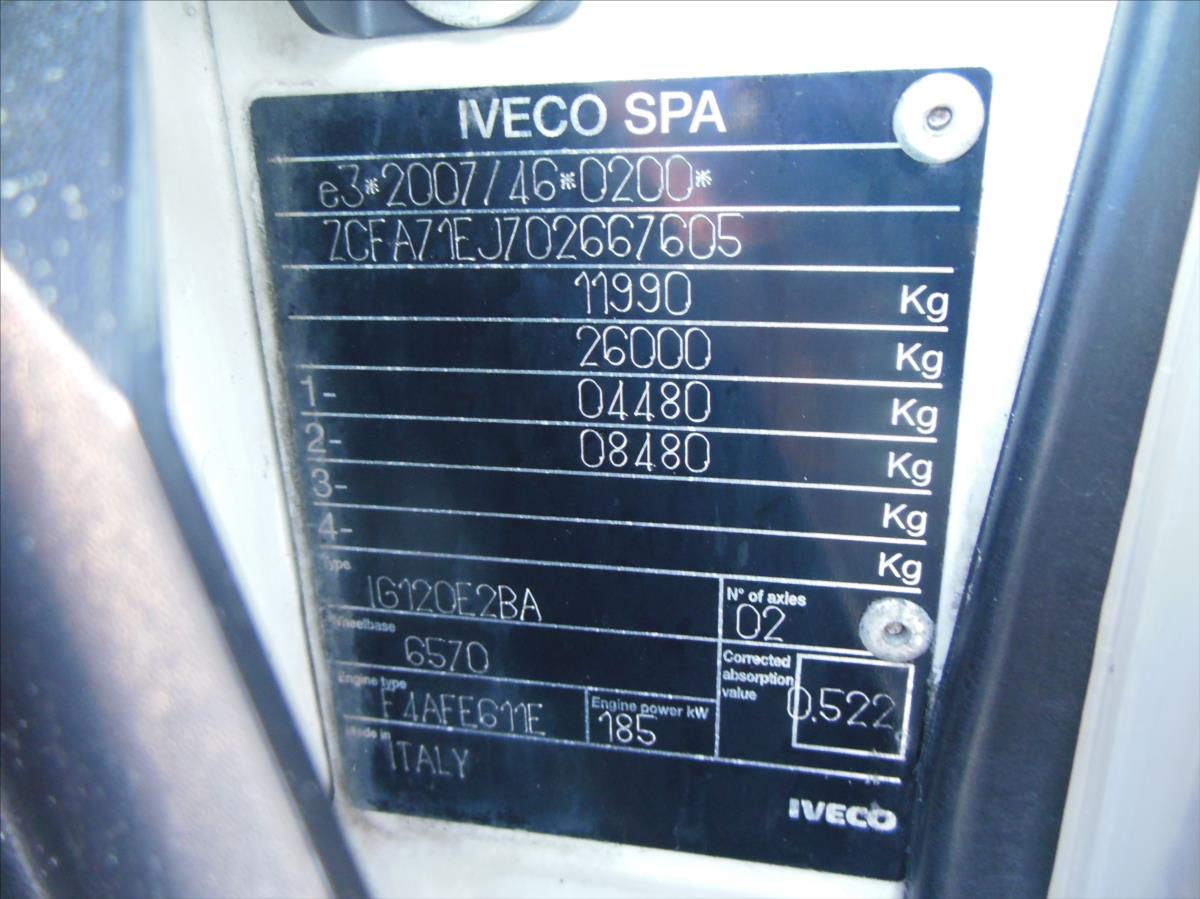 IVECO SPA
e3*2007/46*0200*
ZCFA71EJ702667605
11990 Kg
26000 Kg
1- 04480 Kg
2- 08480 Kg
3- Kg
4- Kg
Type
IG120E2BA
N° of axles
02
Wheelbase
6570
Corrected
absorption
value
0.522
Engine type
F4AFE611E
Engine power kW
185
Made in
ITALY
IVECO